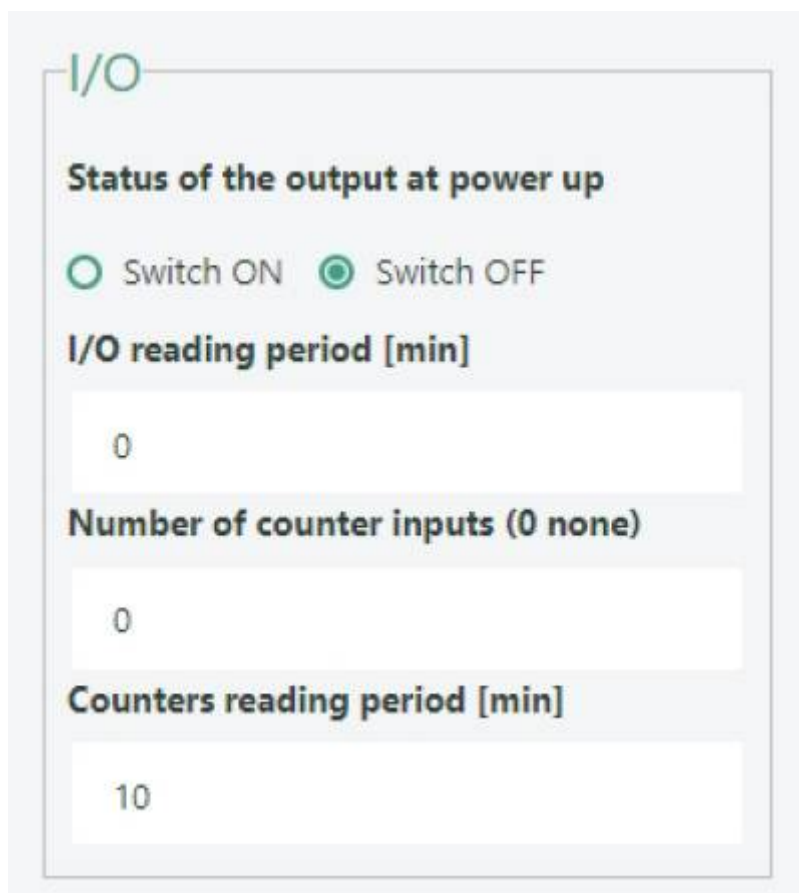 I/O
Status of the output at power up
Switch ON Switch OFF
I/O reading period [min]
0
Number of counter inputs (0 none)
0
Counters reading period [min]
10